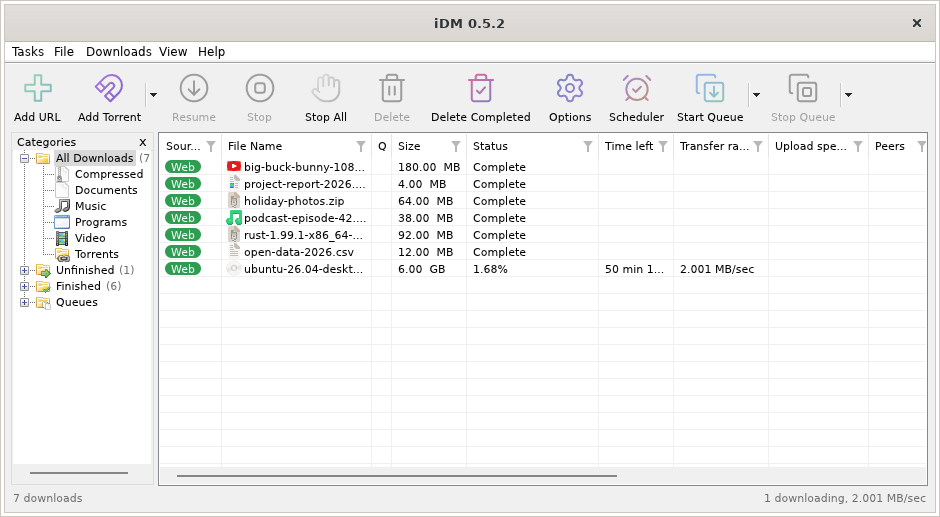 iDM 0.5.2
Tasks File Downloads View Help
Add URL Add Torrent Resume Stop Stop All Delete Delete Completed Options Scheduler Start Queue Stop Queue
Categories X
All Downloads (7
Compressed
Documents
Music
Programs
Video
Torrents
Unfinished (1)
Finished (6)
Queues
Sour... File Name Q Size Status Time left Transfer ra... Upload spe... Peers
Web big-buck-bunny-108... 180.00 MB Complete
Web project-report-2026.... 4.00 MB Complete
Web holiday-photos.zip 64.00 MB Complete
Web podcast-episode-42.... 38.00 MB Complete
Web rust-1.99.1-x86_64-... 92.00 MB Complete
Web open-data-2026.csv 12.00 MB Complete
Web ubuntu-26.04-deskt... 6.00 GB 1.68% 50 min 1... 2.001 MB/sec
7 downloads 1 downloading, 2.001 MB/sec